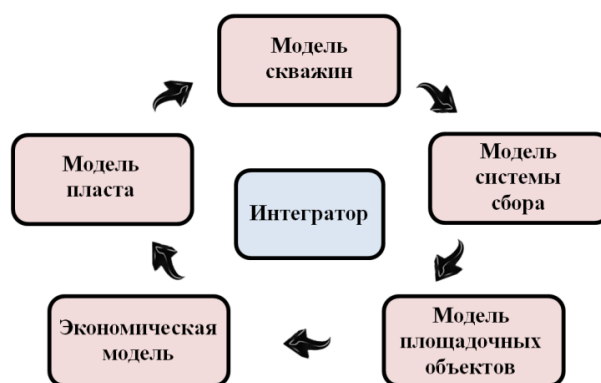 Модель
скважин
Модель
пласта
Модель
системы
сбора
Интегратор
Экономическая
модель
Модель
площадочных
объектов